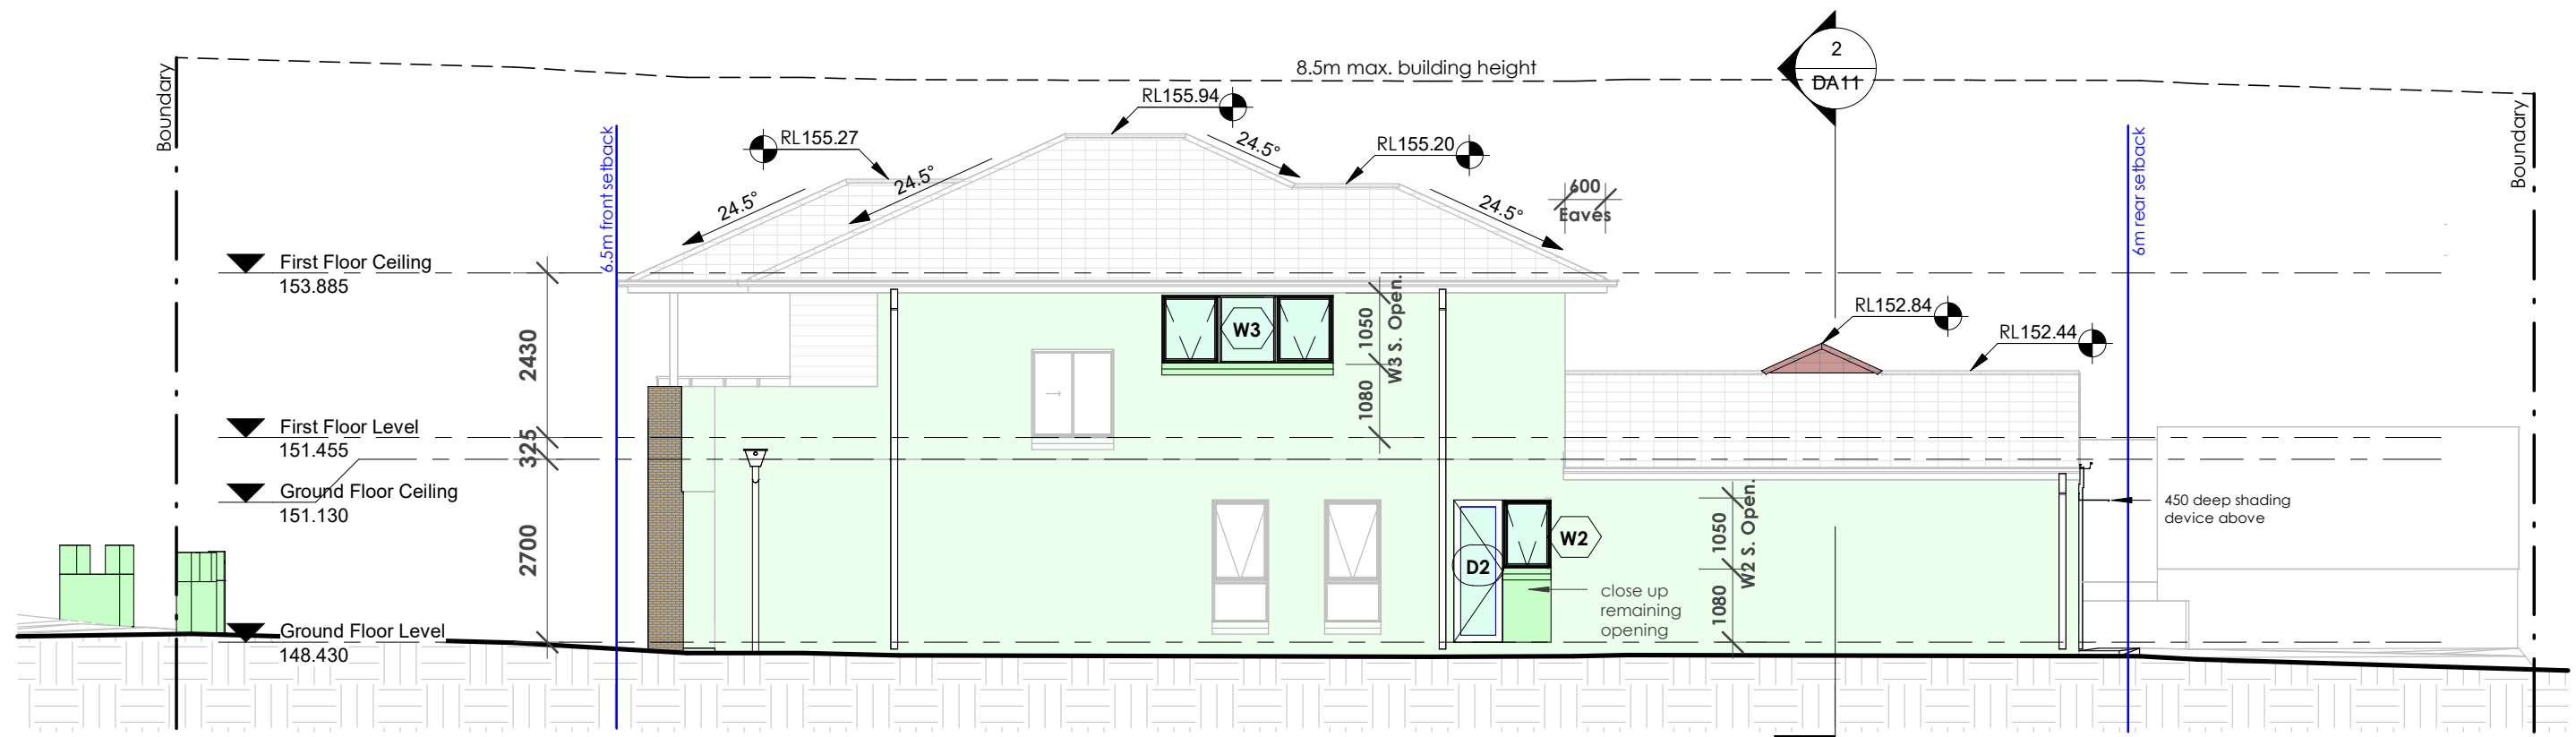 2
DA11
8.5m max. building height
Boundary
Boundary
6.5m front setback
6m rear setback
RL155.94
RL155.27
RL155.20
24.5°
24.5°
24.5°
24.5°
600
Eaves
First Floor Ceiling
153.885
RL152.84
RL152.44
2430
W3
1050
W3 S. Open.
1080
First Floor Level
151.455
325
Ground Floor Ceiling
151.130
450 deep shading
device above
2700
W2
D2
1050
W2 S. Open.
1080
close up
remaining
opening
Ground Floor Level
148.430